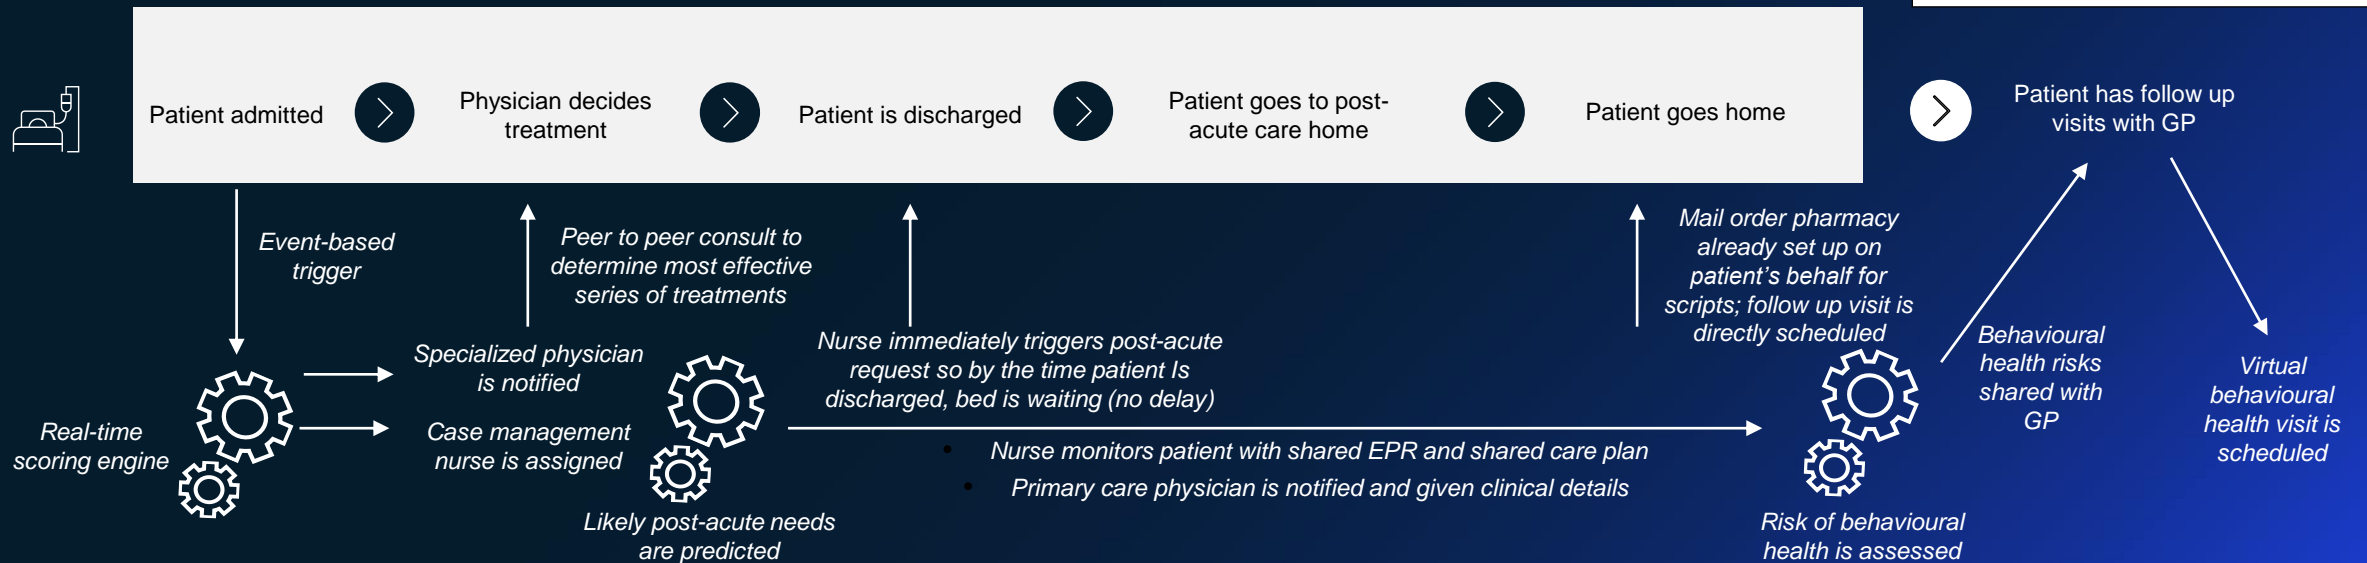 Patient admitted
Physician decides
treatment
Patient is discharged
Patient goes to post-
acute care home
Patient goes home
Patient has follow up
visits with GP
Event-based
trigger
Peer to peer consult to
determine most effective
series of treatments
Mail order pharmacy
already set up on
patient’s behalf for
scripts; follow up visit is
directly scheduled
Real-time
scoring engine
Specialized physician
is notified
Case management
nurse is assigned
Likely post-acute needs
are predicted
Nurse immediately triggers post-acute
request so by the time patient Is
discharged, bed is waiting (no delay)
• Nurse monitors patient with shared EPR and shared care plan
• Primary care physician is notified and given clinical details
Risk of behavioural
health is assessed
Behavioural
health risks
shared with
GP
Virtual
behavioural
health visit is
scheduled